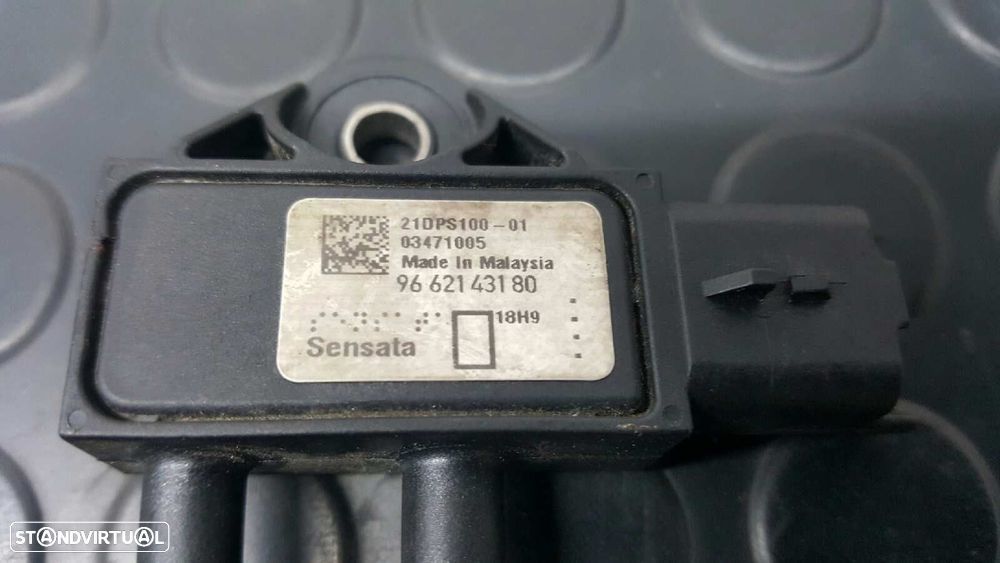 21DPS100-01
03471005
Made In Malaysia
96 621 431 80
18H9
Sensata
STANDVIRTUAL